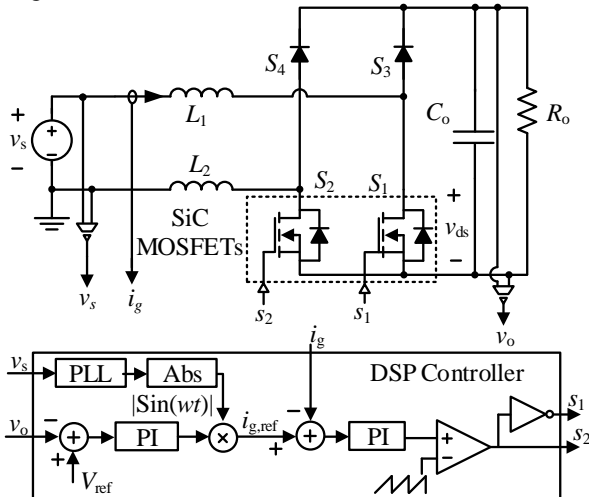 S4
S3
+
vs
−
L1
L2
Co
Ro
S2
S1
SiC
MOSFETs
+
vds
−
s2
s1
vs
ig
vo
vs
PLL
Abs
ig
DSP Controller
|Sin(wt)|
ig,ref
vo
−
+
PI
×
−
+
+
PI
+
−
s1
s2
+
Vref